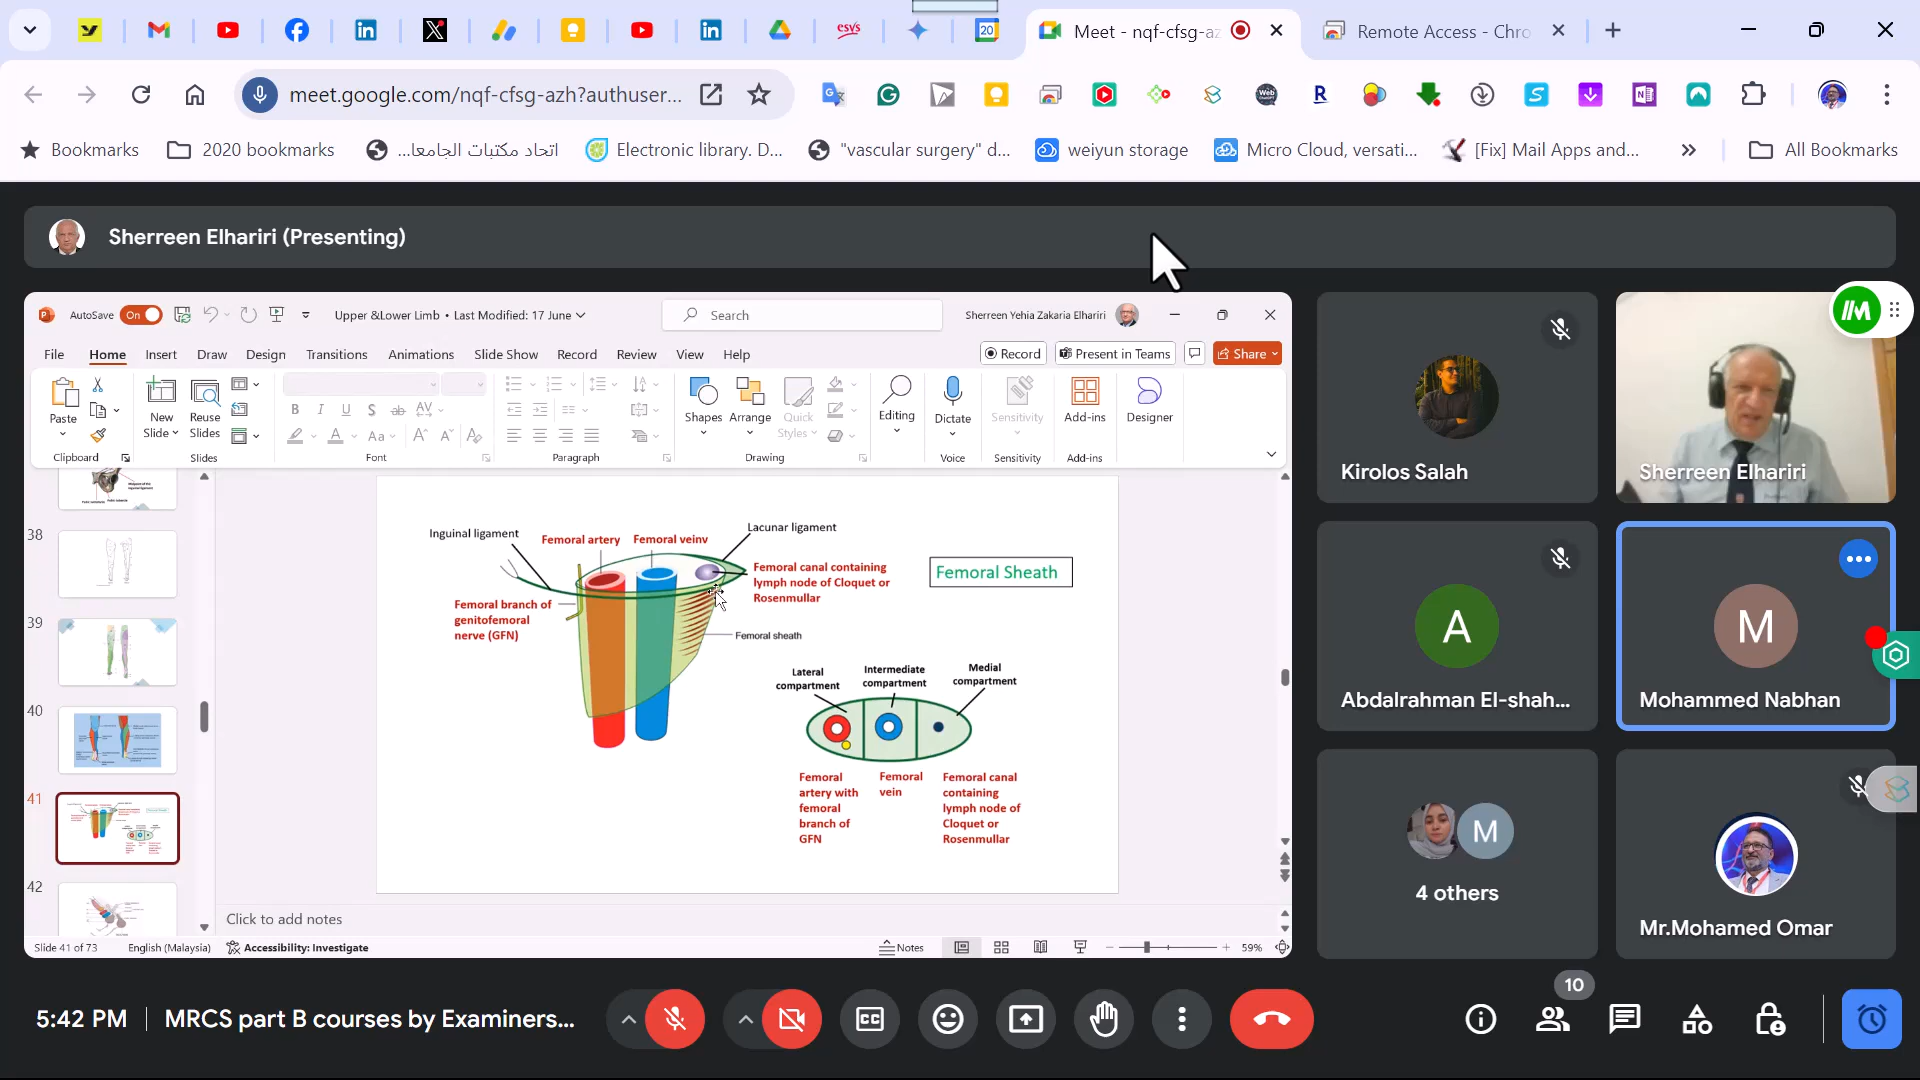 esvs
20
Meet - nqf-cfsg-az
Remote Access - Chro
meet.google.com/nqf-cfsg-azh?authuser...
Bookmarks
2020 bookmarks
اتحاد مكتبات الجامعا...
Electronic library. D...
"vascular surgery" d...
weiyun storage
Micro Cloud, versati...
[Fix] Mail Apps and...
All Bookmarks
Sherreen Elhariri (Presenting)
AutoSave
On
Upper &Lower Limb • Last Modified: 17 June
Search
Sherreen Yehia Zakaria Elhariri
File
Home
Insert
Draw
Design
Transitions
Animations
Slide Show
Record
Review
View
Help
Record
Present in Teams
Share
Paste
New Slide
Reuse Slides
Shapes
Arrange
Quick Styles
Editing
Dictate
Sensitivity
Add-ins
Designer
Clipboard
Slides
Font
Paragraph
Drawing
Voice
Sensitivity
Add-ins
38
39
40
41
42
Inguinal ligament
Femoral artery
Femoral veinv
Lacunar ligament
Femoral canal containing
lymph node of Cloquet or
Rosenmullar
Femoral Sheath
Femoral branch of
genitofemoral
nerve (GFN)
Femoral sheath
Lateral
compartment
Intermediate
compartment
Medial
compartment
Femoral
artery with
femoral
branch of
GFN
Femoral
vein
Femoral canal
containing
lymph node of
Cloquet or
Rosenmullar
Click to add notes
Slide 41 of 73
English (Malaysia)
Accessibility: Investigate
Notes
59%
Kirolos Salah
Sherreen Elhariri
A
Abdalrahman El-shah...
M
Mohammed Nabhan
M
4 others
Mr.Mohamed Omar
5:42 PM
MRCS part B courses by Examiners...
10